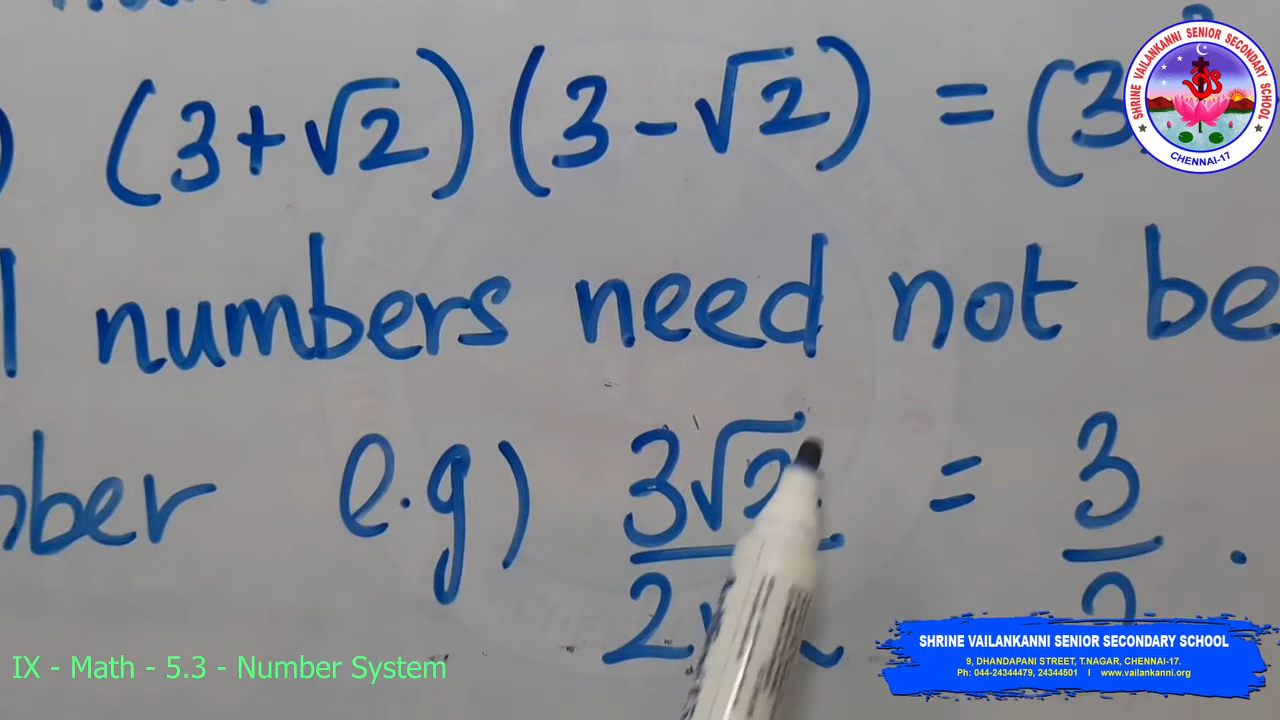 (3+√2) (3-√2) = (3
numbers need not be
ber e.g) 3√2 = 3
2 2 .
SHRINE VAILANKANNI SENIOR SECONDARY SCHOOL
CHENNAI-17
IX - Math - 5.3 - Number System
SHRINE VAILANKANNI SENIOR SECONDARY SCHOOL
9, DHANDAPANI STREET, T.NAGAR, CHENNAI-17.
Ph: 044-24344479, 24344501 I www.vailankanni.org